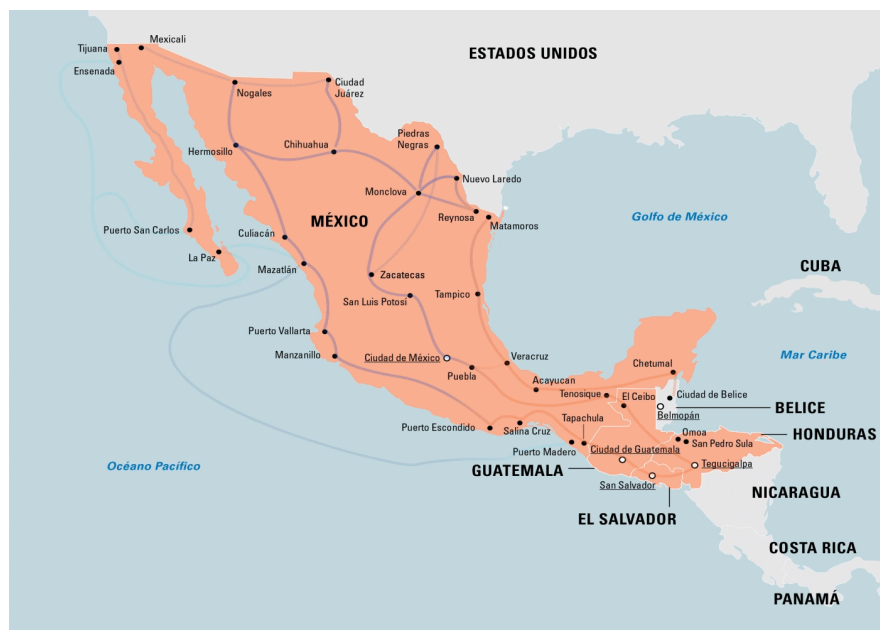 Mexicali
Tijuana
ESTADOS UNIDOS
Ensenada
Nogales
Ciudad
Juárez
Piedras
Negras
Hermosillo
Chihuahua
Nuevo Laredo
Monclova
Reynosa
Matamoros
MÉXICO
Golfo de México
Puerto San Carlos
Culiacán
La Paz
Mazatlán
Zacatecas
CUBA
San Luis Potosí
Tampico
Puerto Vallarta
Manzanillo
Ciudad de México
Veracruz
Puebla
Chetumal
Mar Caribe
Acayucan
Tenosique
El Ceibo
Ciudad de Belice
Belmopán
BELICE
Tapachula
Puerto Escondido
Salina Cruz
Omoa
HONDURAS
San Pedro Sula
Puerto Madero
Ciudad de Guatemala
Tegucigalpa
Océano Pacífico
GUATEMALA
San Salvador
NICARAGUA
EL SALVADOR
COSTA RICA
PANAMÁ